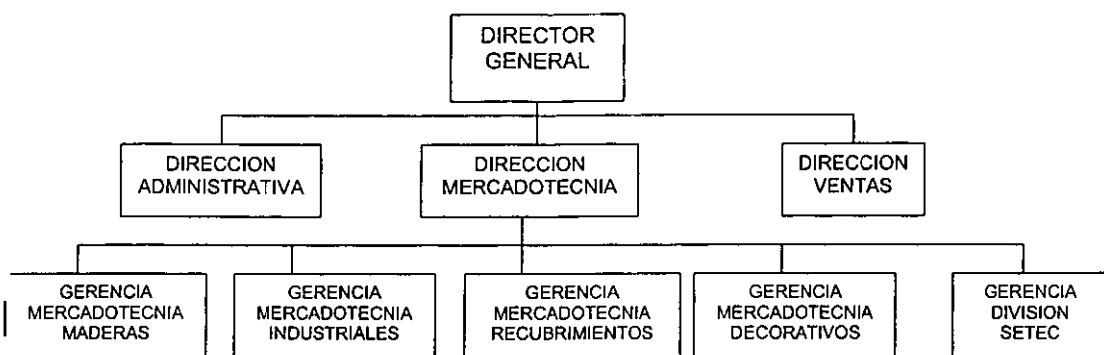 DIRECTOR
GENERAL
DIRECCION
ADMINISTRATIVA
DIRECCION
MERCADOTECNIA
DIRECCION
VENTAS
GERENCIA
MERCADOTECNIA
MADERAS
GERENCIA
MERCADOTECNIA
INDUSTRIALES
GERENCIA
MERCADOTECNIA
RECUBRIMIENTOS
GERENCIA
MERCADOTECNIA
DECORATIVOS
GERENCIA
DIVISION
SETEC